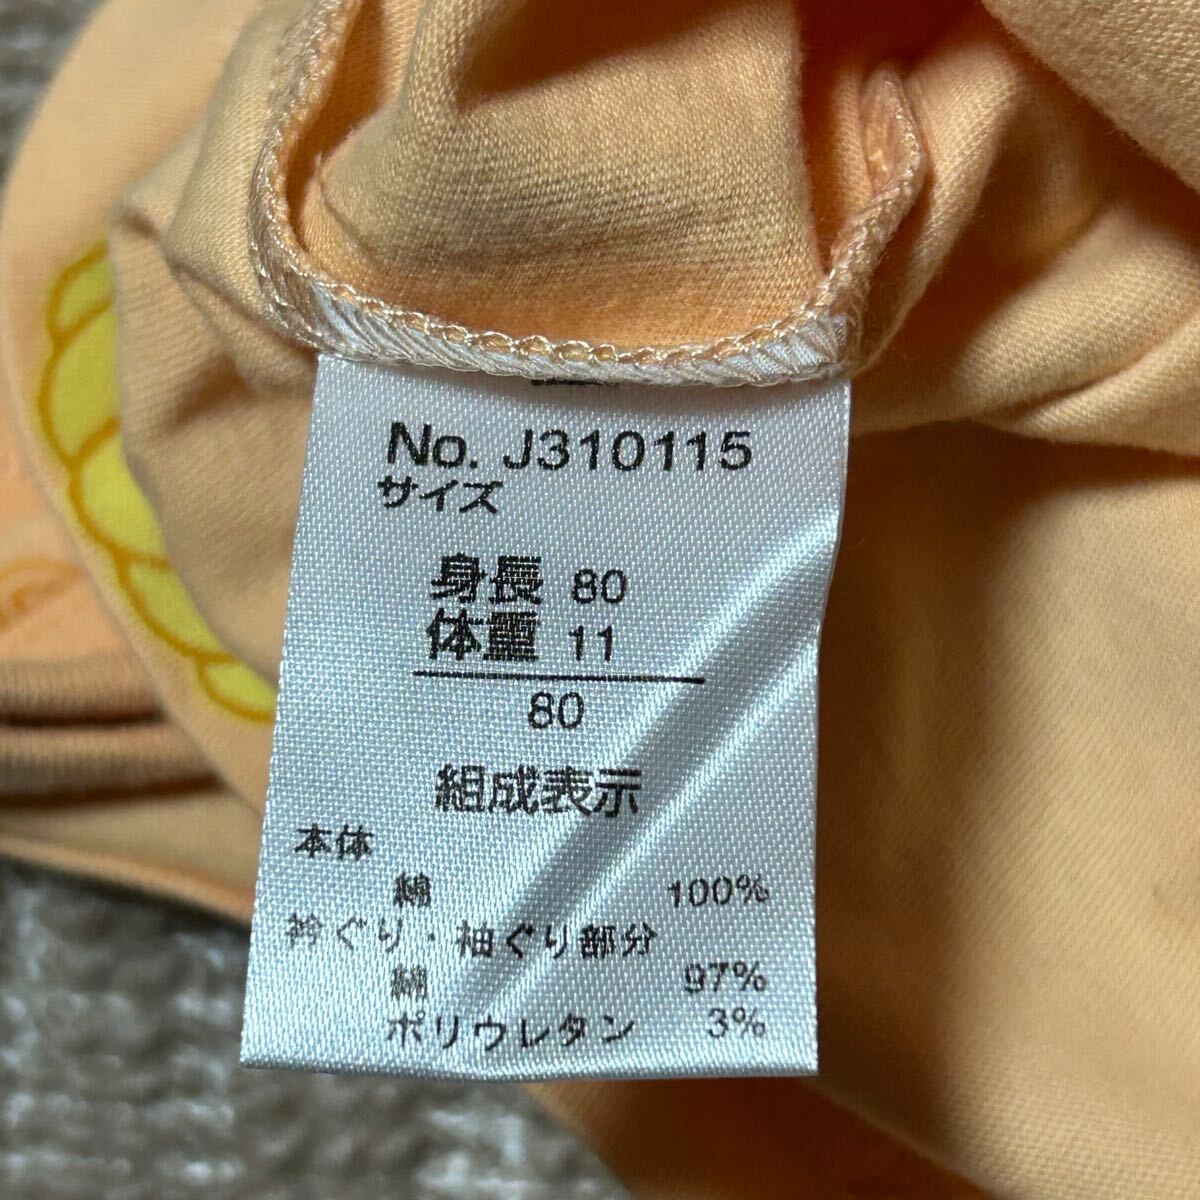 No. J310115
サイズ
身長 80
体重 11
80
組成表示
本体
綿 100%
衿ぐり・袖ぐり部分
綿 97%
ポリウレタン 3%